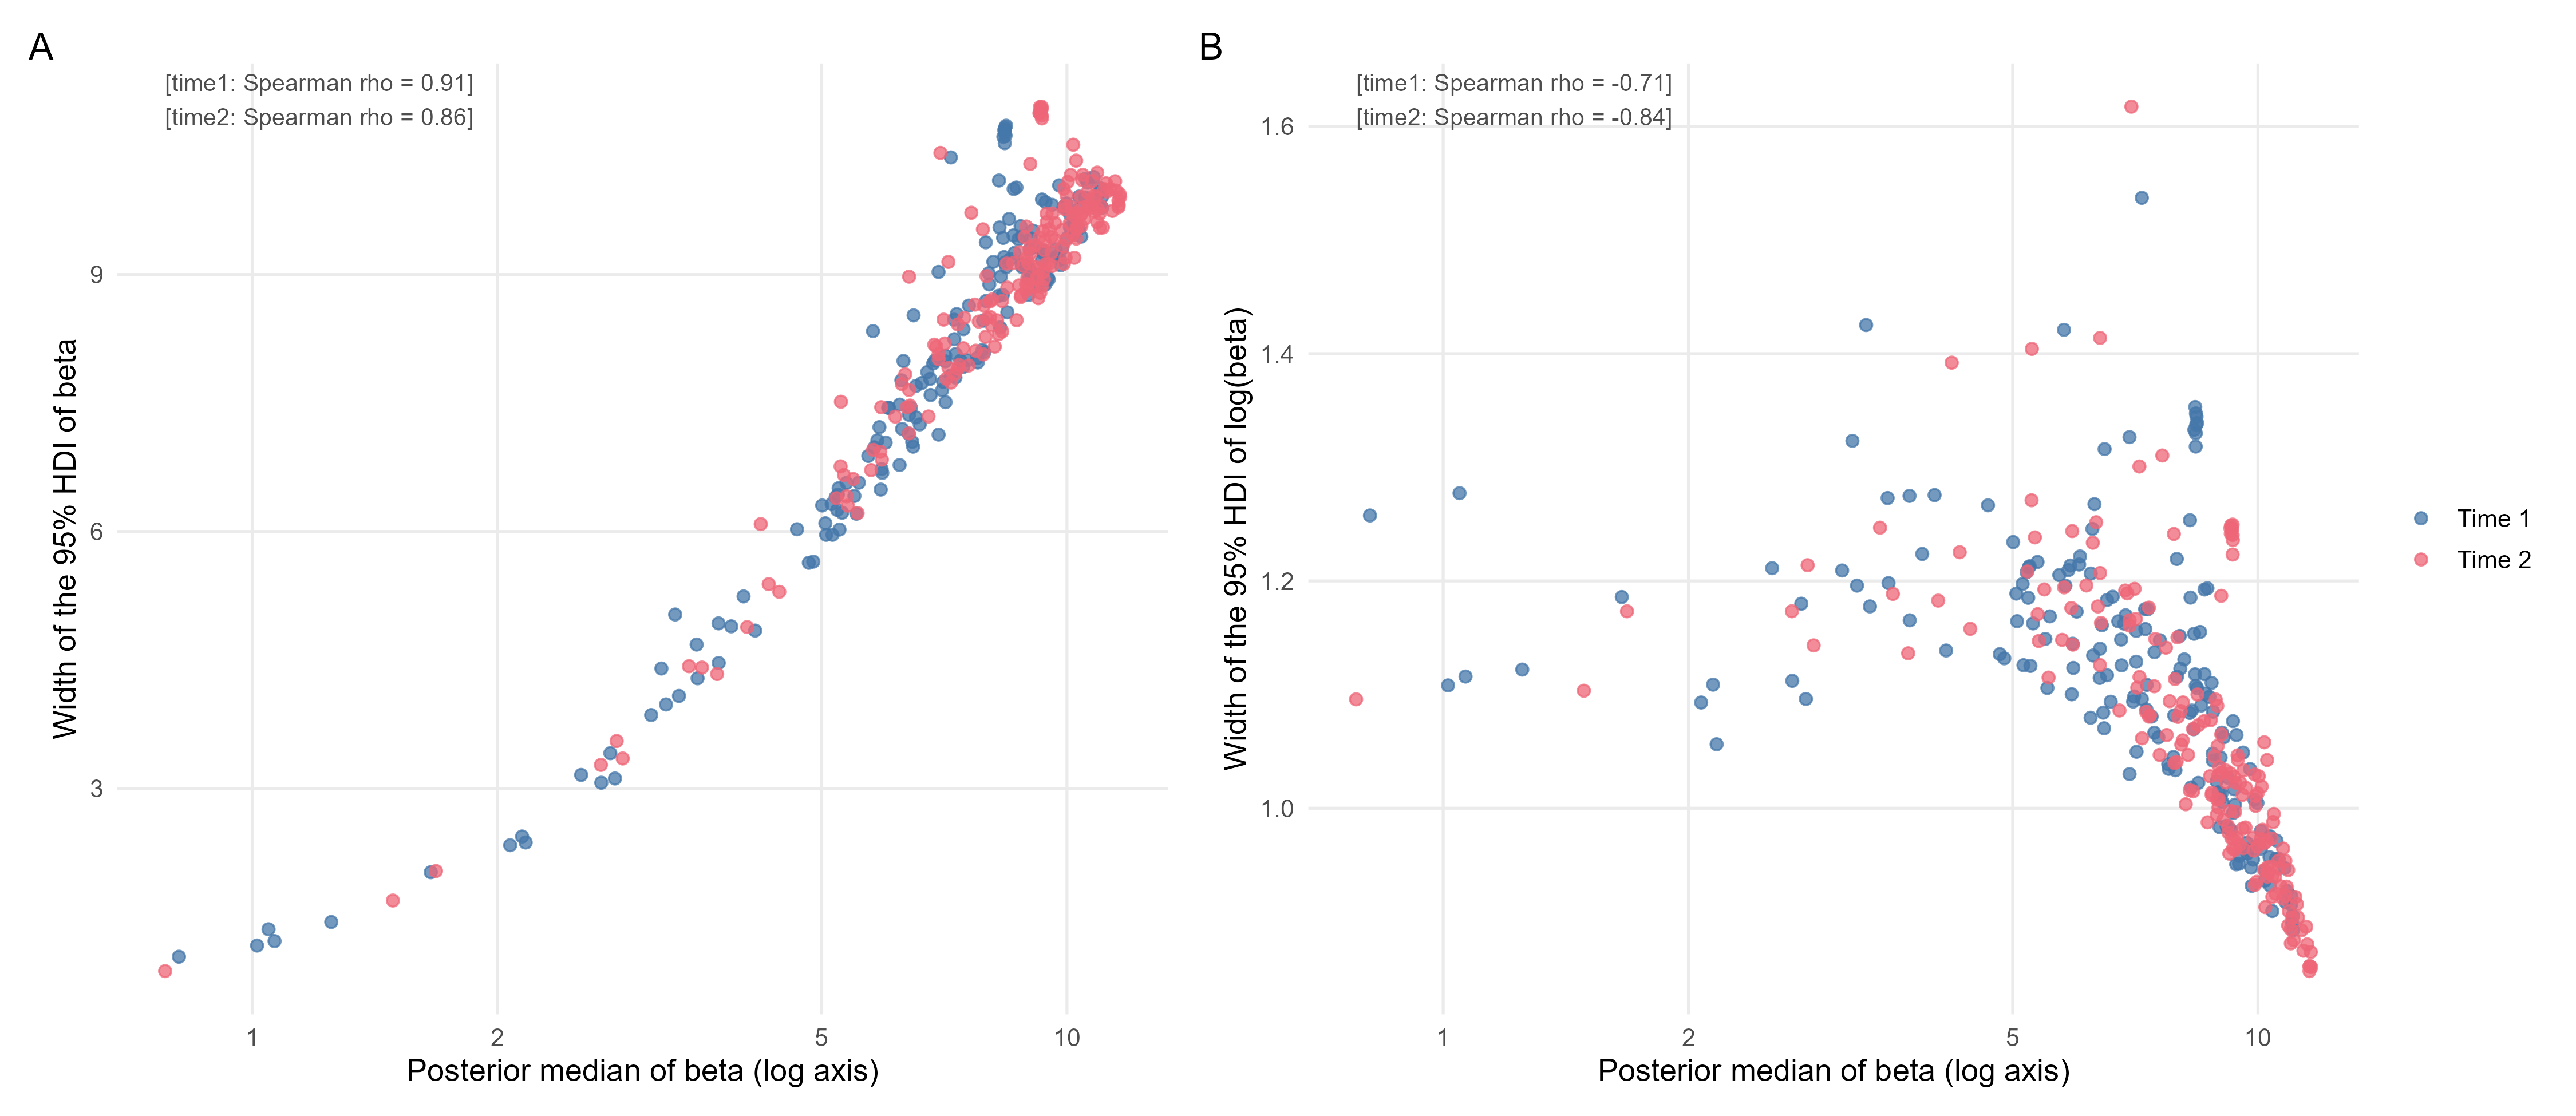 A
[time1: Spearman rho = 0.91]
[time2: Spearman rho = 0.86]
9
6
3
Width of the 95% HDI of beta
1 2 5 10
Posterior median of beta (log axis)
B
[time1: Spearman rho = -0.71]
[time2: Spearman rho = -0.84]
1.6
1.4
1.2
1.0
Width of the 95% HDI of log(beta)
1 2 5 10
Posterior median of beta (log axis)
Time 1
Time 2